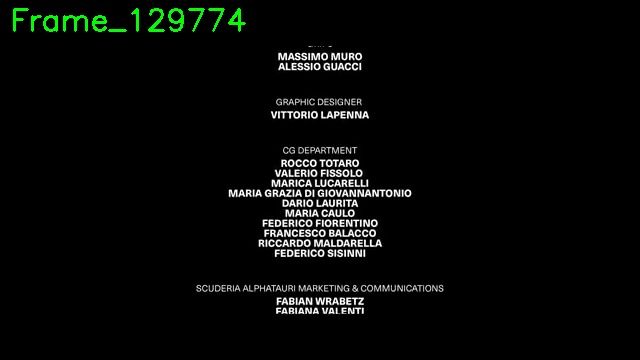 Frame_129774
MASSIMO MURO
ALESSIO GUACCI
GRAPHIC DESIGNER
VITTORIO LAPENNA
CG DEPARTMENT
ROCCO TOTARO
VALERIO FISSOLO
MARICA LUCARELLI
MARIA GRAZIA DI GIOVANNANTONIO
DARIO LAURITA
MARIA CAULO
FEDERICO FIORENTINO
FRANCESCO BALACCO
RICCARDO MALDARELLA
FEDERICO SISINNI
SCUDERIA ALPHATAURI MARKETING & COMMUNICATIONS
FABIAN WRABETZ
FABIANA VALENTI